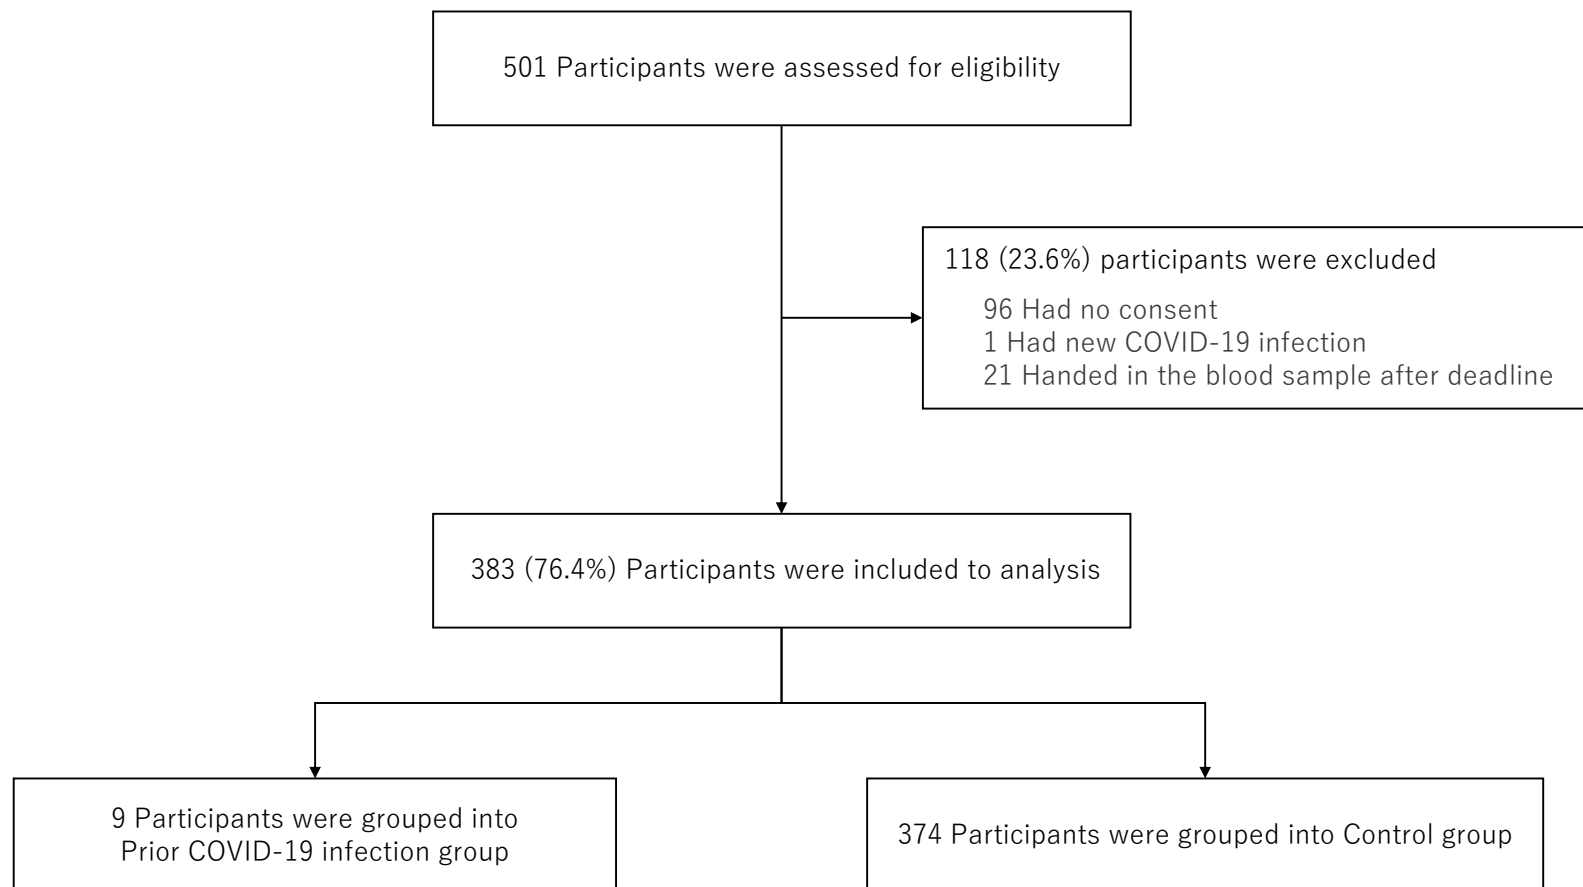 501 Participants were assessed for eligibility
118 (23.6%) participants were excluded
96 Had no consent
1 Had new COVID-19 infection
21 Handed in the blood sample after deadline
383 (76.4%) Participants were included to analysis
9 Participants were grouped into
Prior COVID-19 infection group
374 Participants were grouped into Control group